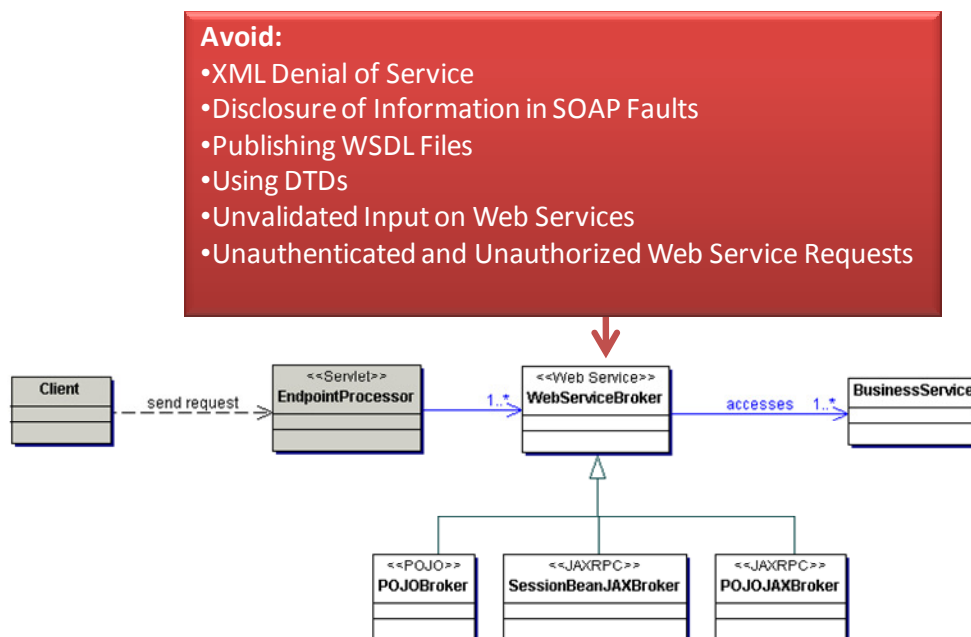 Avoid:
•XML Denial of Service
•Disclosure of Information in SOAP Faults
•Publishing WSDL Files
•Using DTDs
•Unvalidated Input on Web Services
•Unauthenticated and Unauthorized Web Service Requests
Client
send request
<<Servlet>>
EndpointProcessor
1..*
<<Web Service>>
WebServiceBroker
accesses 1..*
BusinessService
<<POJO>>
POJOBroker
<<JAXRPC>>
SessionBeanJAXBroker
<<JAXRPC>>
POJOJAXBroker